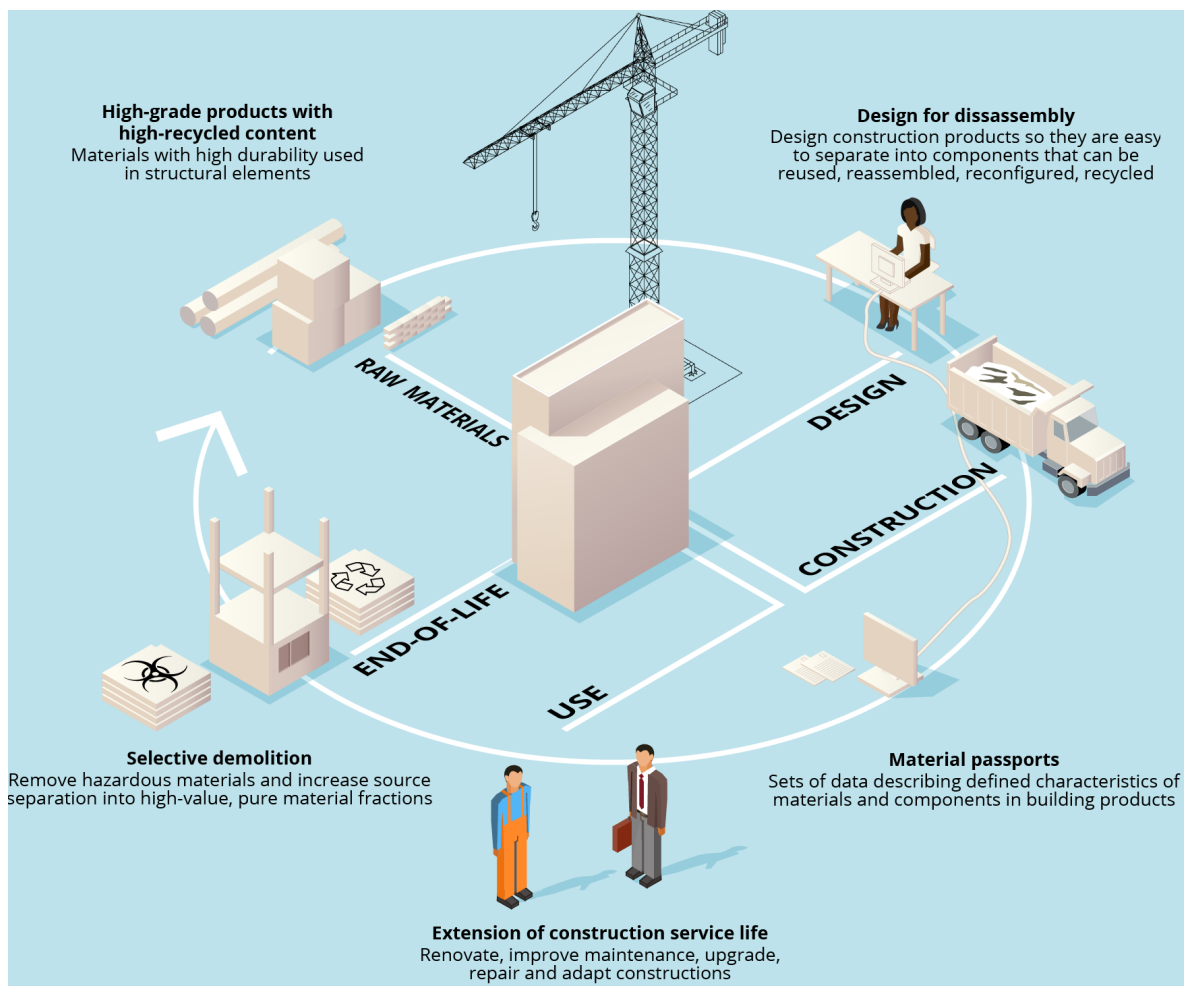 High-grade products with
high-recycled content
Materials with high durability used
in structural elements
Design for disassembly
Design construction products so they are easy
to separate into components that can be
reused, reassembled, reconfigured, recycled
RAW MATERIALS
DESIGN
CONSTRUCTION
END-OF-LIFE
USE
Selective demolition
Remove hazardous materials and increase source
separation into high-value, pure material fractions
Material passports
Sets of data describing defined characteristics of
materials and components in building products
Extension of construction service life
Renovate, improve maintenance, upgrade,
repair and adapt constructions